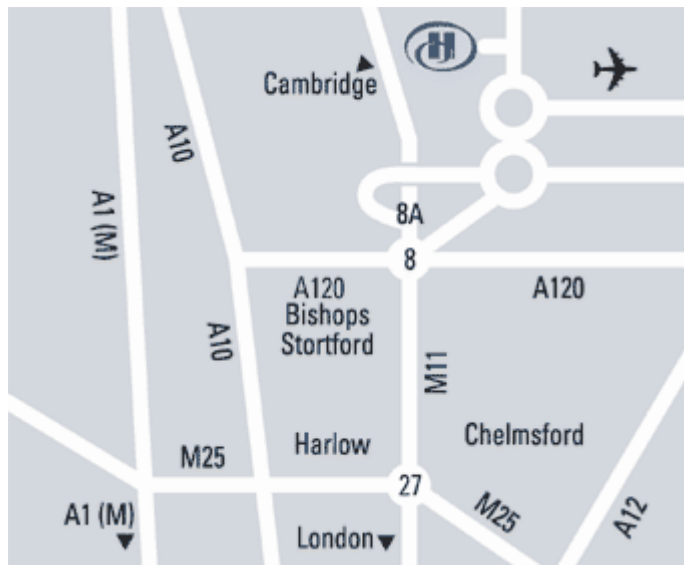 H
Cambridge
A10
A1 (M)
8A
8
A120
A120
Bishops
Stortford
A10
M11
Harlow
Chelmsford
M25
27
A1 (M)
M25
A12
London